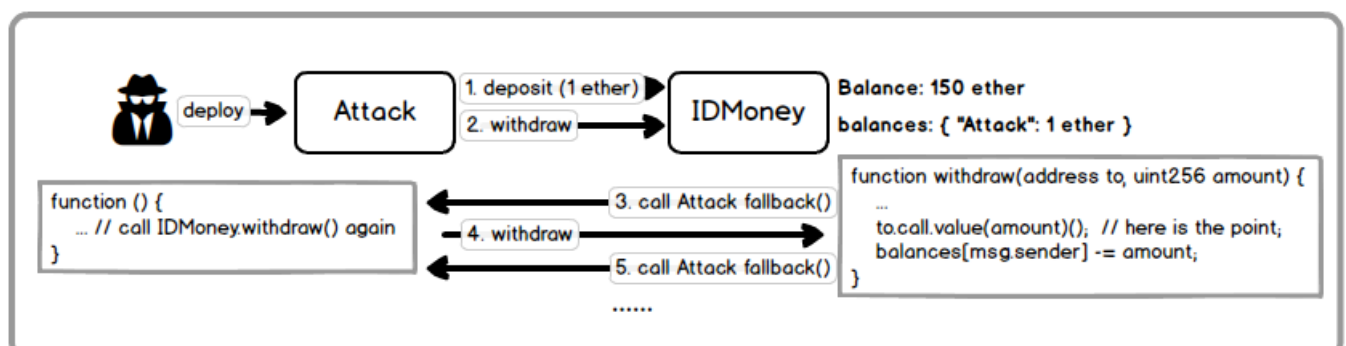 deploy
Attack
1. deposit (1 ether)
2. withdraw
IDMoney
Balance: 150 ether
balances: { "Attack": 1 ether }
function () {
... // call IDMoney.withdraw() again
}
3. call Attack fallback()
4. withdraw
5. call Attack fallback()
......
function withdraw(address to, uint256 amount) {
...
to.call.value(amount)(); // here is the point;
balances[msg.sender] -= amount;
}